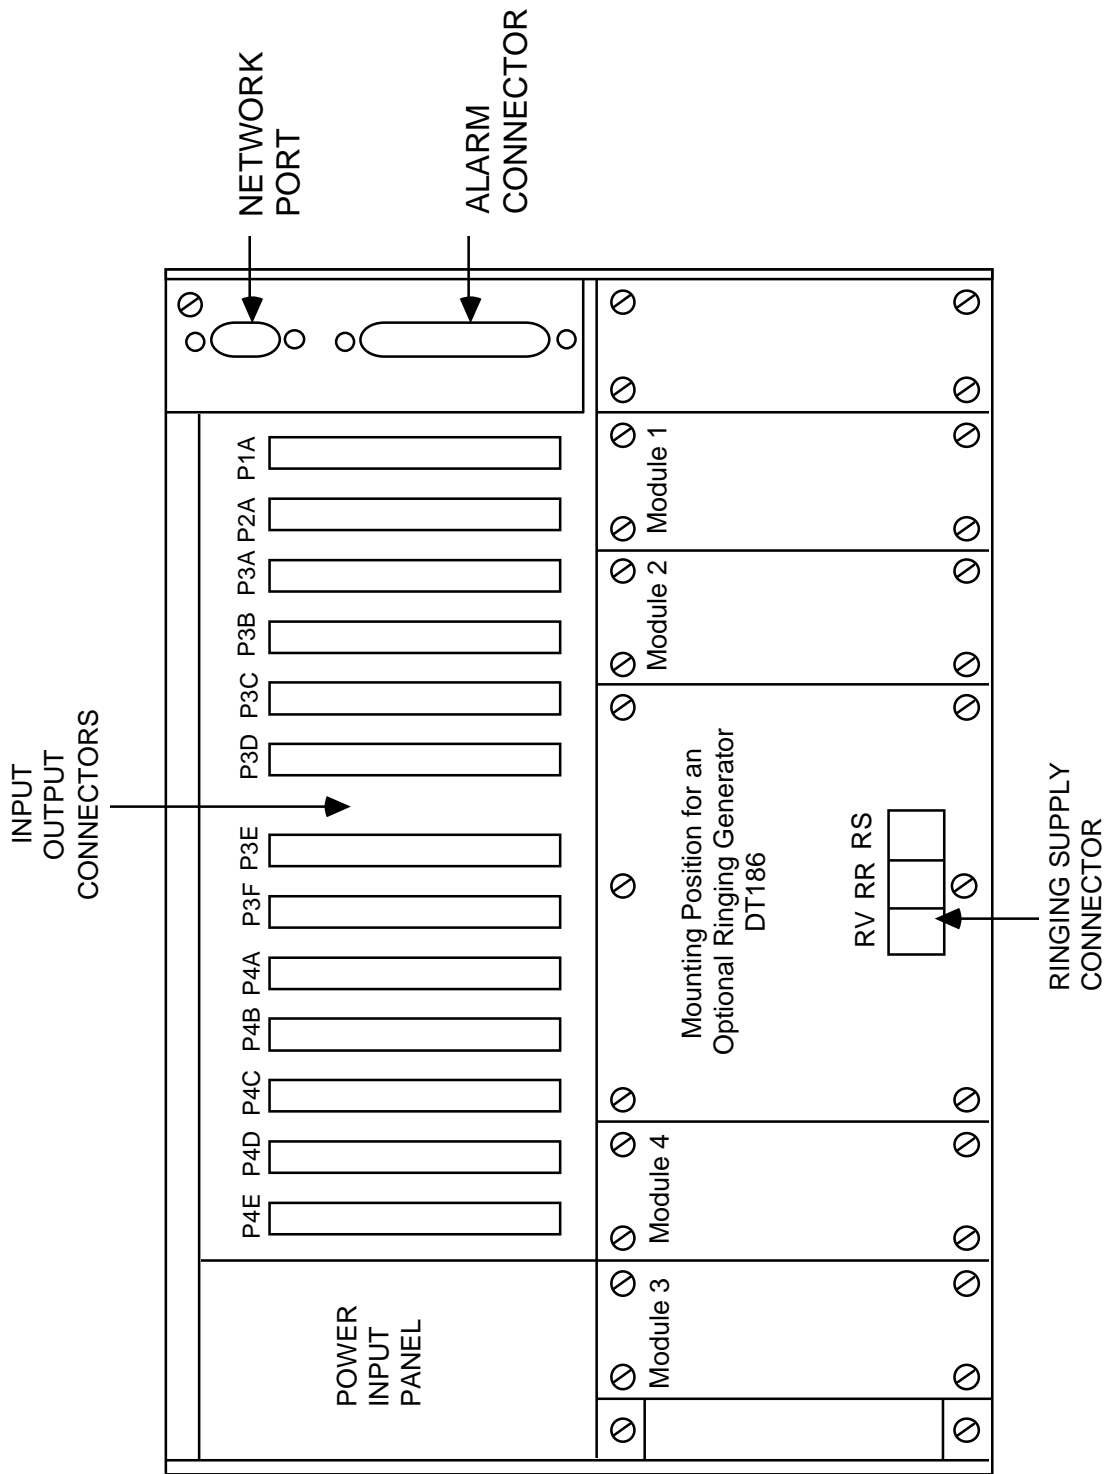 INPUT
OUTPUT
CONNECTORS
NETWORK
PORT
ALARM
CONNECTOR
POWER
INPUT
PANEL
P4E
P4D
P4C
P4B
P4A
P3F
P3E
P3D
P3C
P3B
P3A
P2A
P1A
Module 3
Module 4
Mounting Position for an
Optional Ringing Generator
DT186
RV RR RS
Module 2
Module 1
RINGING SUPPLY
CONNECTOR